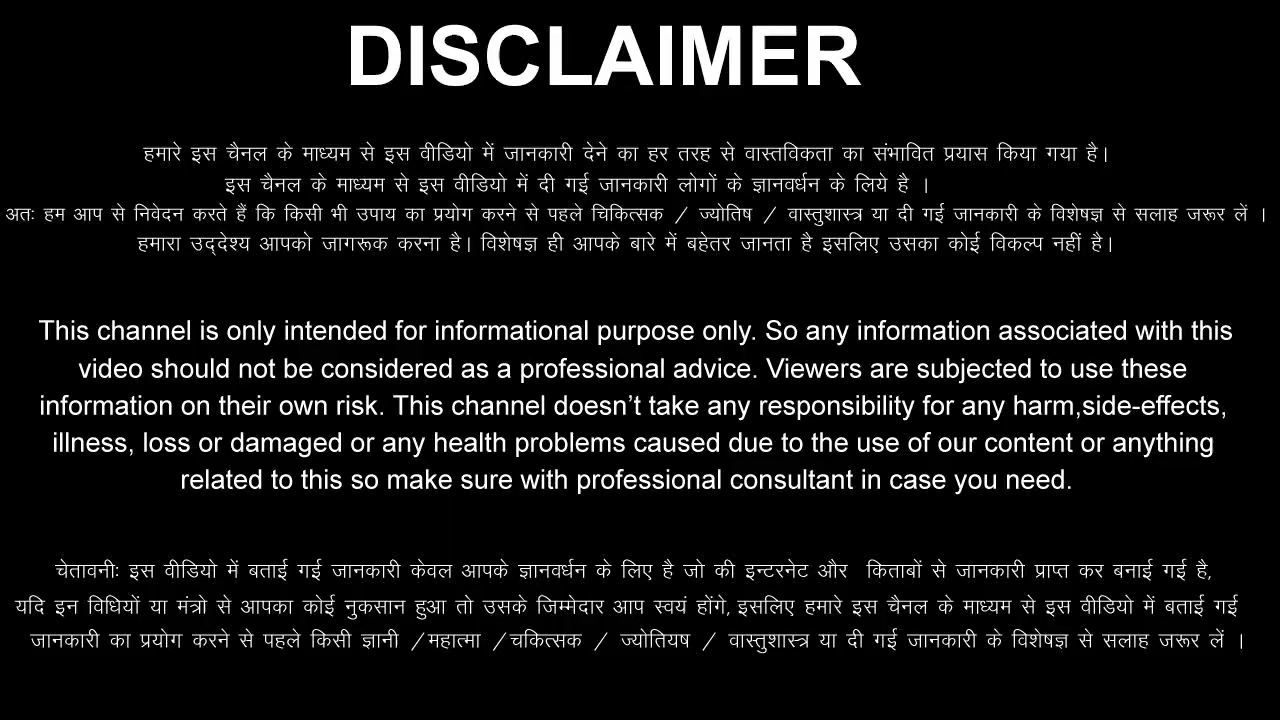 DISCLAIMER
हमारे इस चैनल के माध्यम से इस वीडियो में जानकारी देने का हर तरह से वास्तविकता का संभावित प्रयास किया गया है।
इस चैनल के माध्यम से इस वीडियो में दी गई जानकारी लोगों के ज्ञानवर्धन के लिये है ।
अतः हम आप से निवेदन करते हैं कि किसी भी उपाय का प्रयोग करने से पहले चिकित्सक / ज्योतिष / वास्तुशास्त्र या दी गई जानकारी के विशेषज्ञ से सलाह जरूर लें ।
हमारा उद्देश्य आपको जागरूक करना है। विशेषज्ञ ही आपके बारे में बहेतर जानता है इसलिए उसका कोई विकल्प नहीं है।
This channel is only intended for informational purpose only. So any information associated with this
video should not be considered as a professional advice. Viewers are subjected to use these
information on their own risk. This channel doesn’t take any responsibility for any harm,side-effects,
illness, loss or damaged or any health problems caused due to the use of our content or anything
related to this so make sure with professional consultant in case you need.
चेतावनीः इस वीडियो में बताई गई जानकारी केवल आपके ज्ञानवर्धन के लिए है जो की इन्टरनेट और किताबों से जानकारी प्राप्त कर बनाई गई है,
यदि इन विधियों या मंत्रो से आपका कोई नुकसान हुआ तो उसके जिम्मेदार आप स्वयं होंगे, इसलिए हमारे इस चैनल के माध्यम से इस वीडियो में बताई गई
जानकारी का प्रयोग करने से पहले किसी ज्ञानी /महात्मा /चकित्सक / ज्योतियष / वास्तुशास्त्र या दी गई जानकारी के विशेषज्ञ से सलाह जरूर लें ।